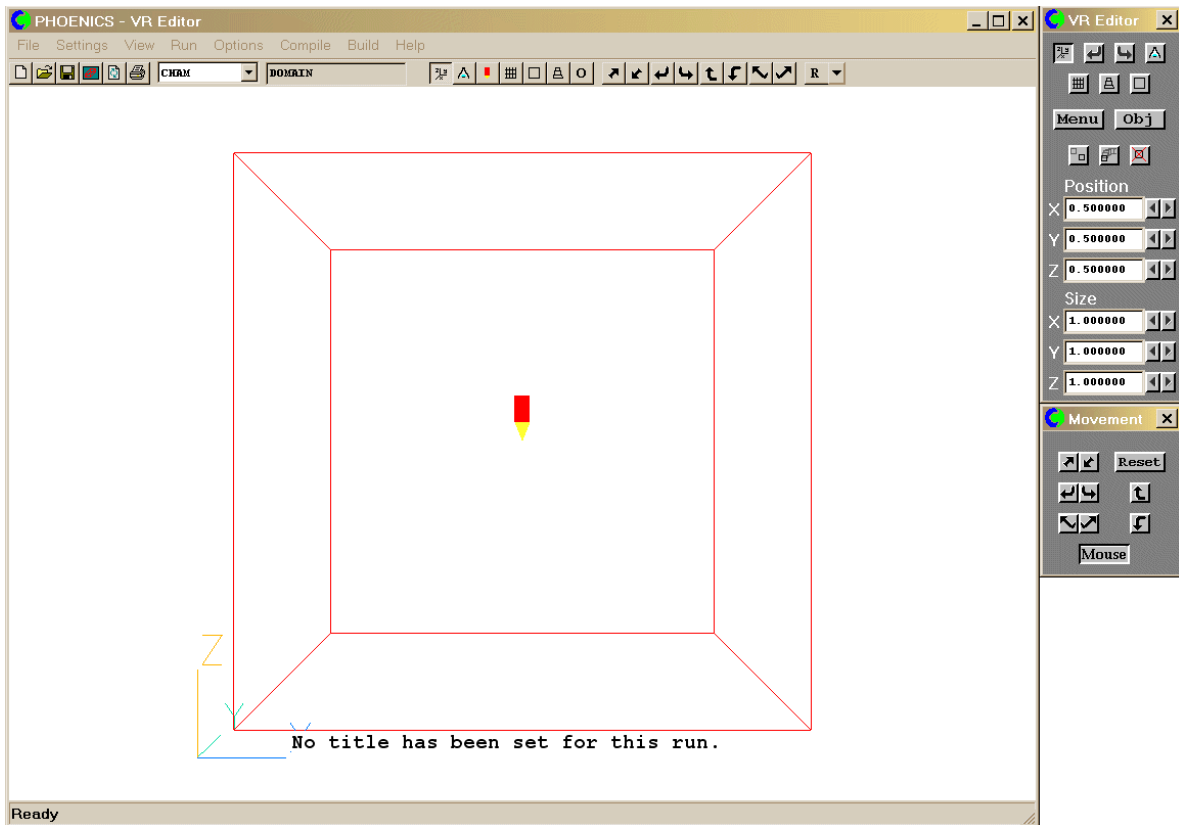 PHOENICS - VR Editor
File Settings View Run Options Compile Build Help
CHAM DOMAIN O R
Z
Y
X
No title has been set for this run.
Ready
VR Editor
Menu Obj
Position
X 0.500000
Y 0.500000
Z 0.500000
Size
X 1.000000
Y 1.000000
Z 1.000000
Movement
Reset
Mouse